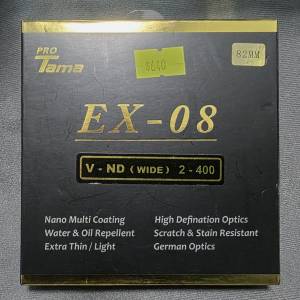 PRO
Tama
$640
82MM
EX-08
V-ND (WIDE) 2-400
Nano Multi Coating
Water & Oil Repellent
Extra Thin / Light
High Defination Optics
Scratch & Stain Resistant
German Optics